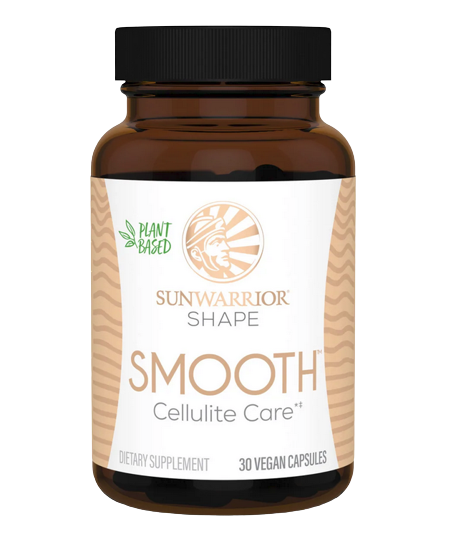 PLANT
BASED
SUNWARRIOR®
SHAPE
SMOOTH™
Cellulite Care*‡
DIETARY SUPPLEMENT 30 VEGAN CAPSULES